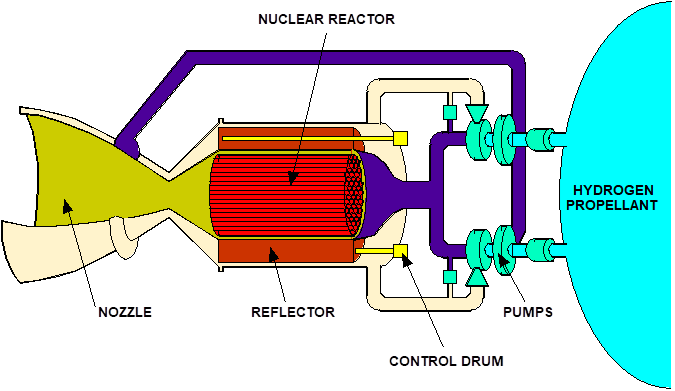 NUCLEAR REACTOR
HYDROGEN
PROPELLANT
NOZZLE
REFLECTOR
PUMPS
CONTROL DRUM